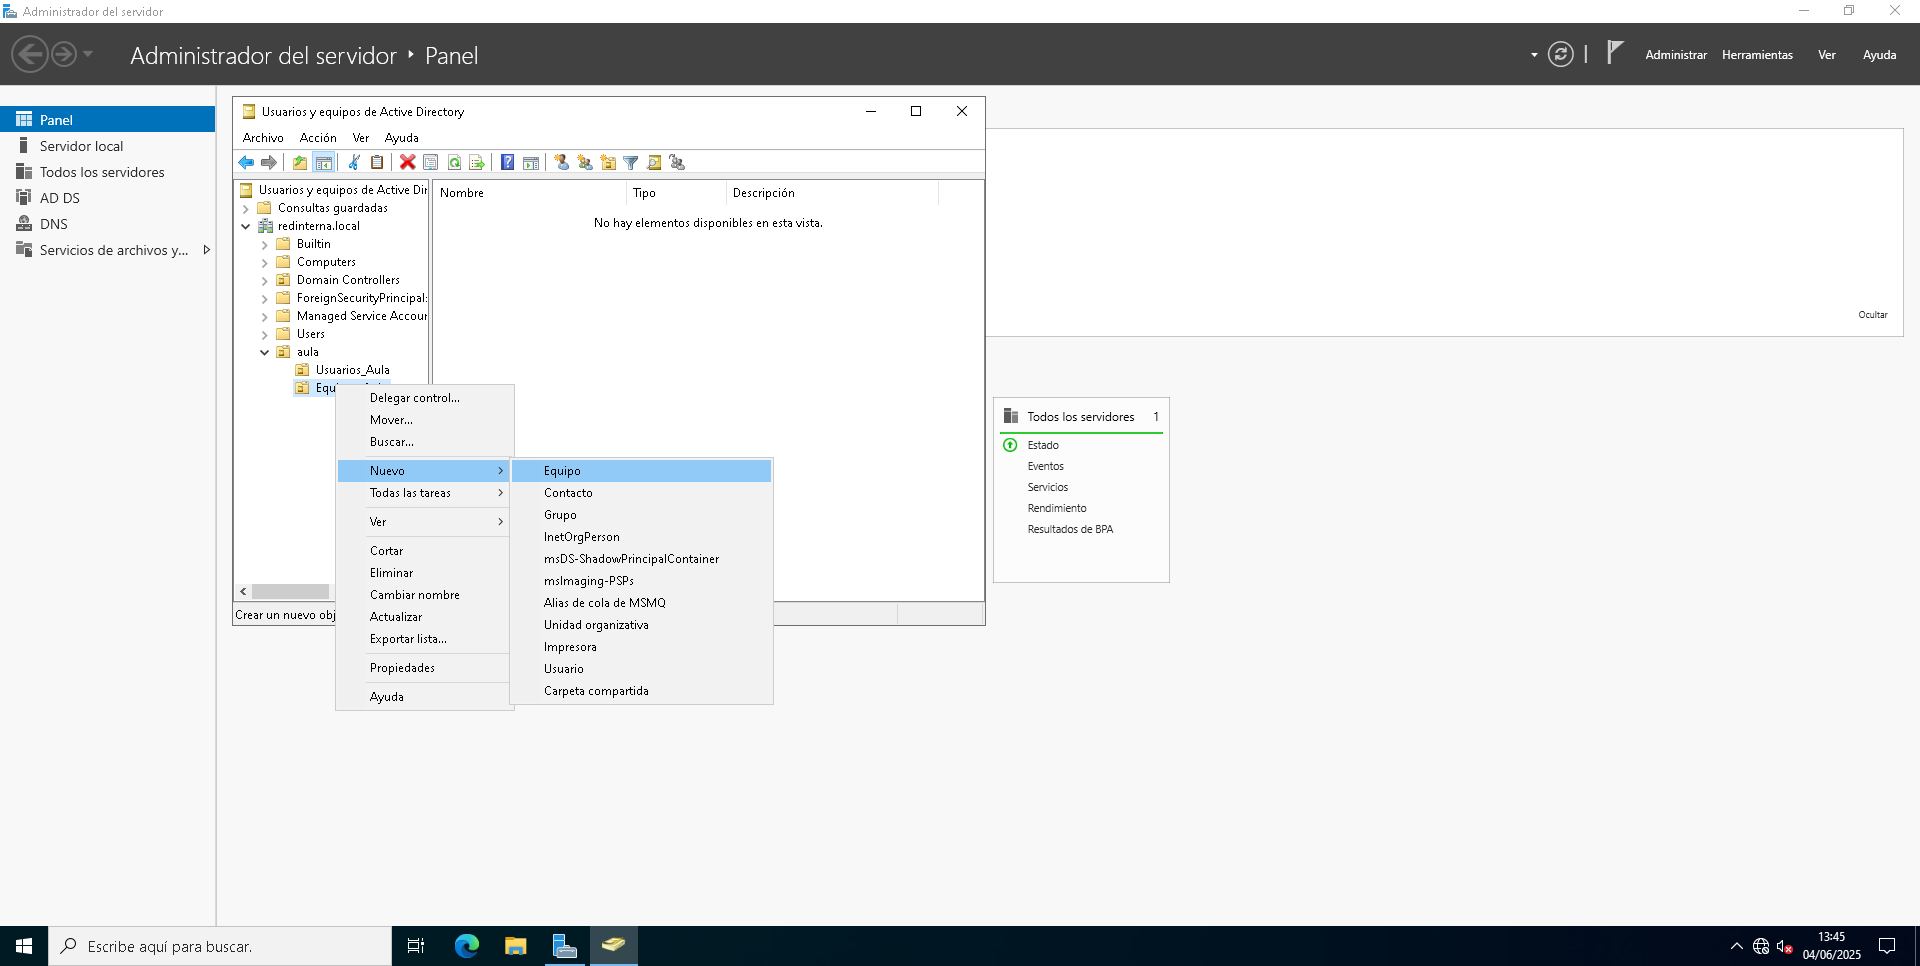 Administrador del servidor
Administrador del servidor ‣ Panel
Administrar Herramientas Ver Ayuda
Panel
Servidor local
Todos los servidores
AD DS
DNS
Servicios de archivos y...
Usuarios y equipos de Active Directory
Archivo Acción Ver Ayuda
Usuarios y equipos de Active Dir
Consultas guardadas
redinterna.local
Builtin
Computers
Domain Controllers
ForeignSecurityPrincipal
Managed Service Accour
Users
aula
Usuarios_Aula
Equ
Crear un nuevo obj
Nombre Tipo Descripción
No hay elementos disponibles en esta vista.
Delegar control...
Mover...
Buscar...
Nuevo
Todas las tareas
Ver
Cortar
Eliminar
Cambiar nombre
Actualizar
Exportar lista...
Propiedades
Ayuda
Equipo
Contacto
Grupo
InetOrgPerson
msDS-ShadowPrincipalContainer
msImaging-PSPs
Alias de cola de MSMQ
Unidad organizativa
Impresora
Usuario
Carpeta compartida
Ocultar
Todos los servidores 1
Estado
Eventos
Servicios
Rendimiento
Resultados de BPA
Escribe aquí para buscar.
13:45
04/06/2025